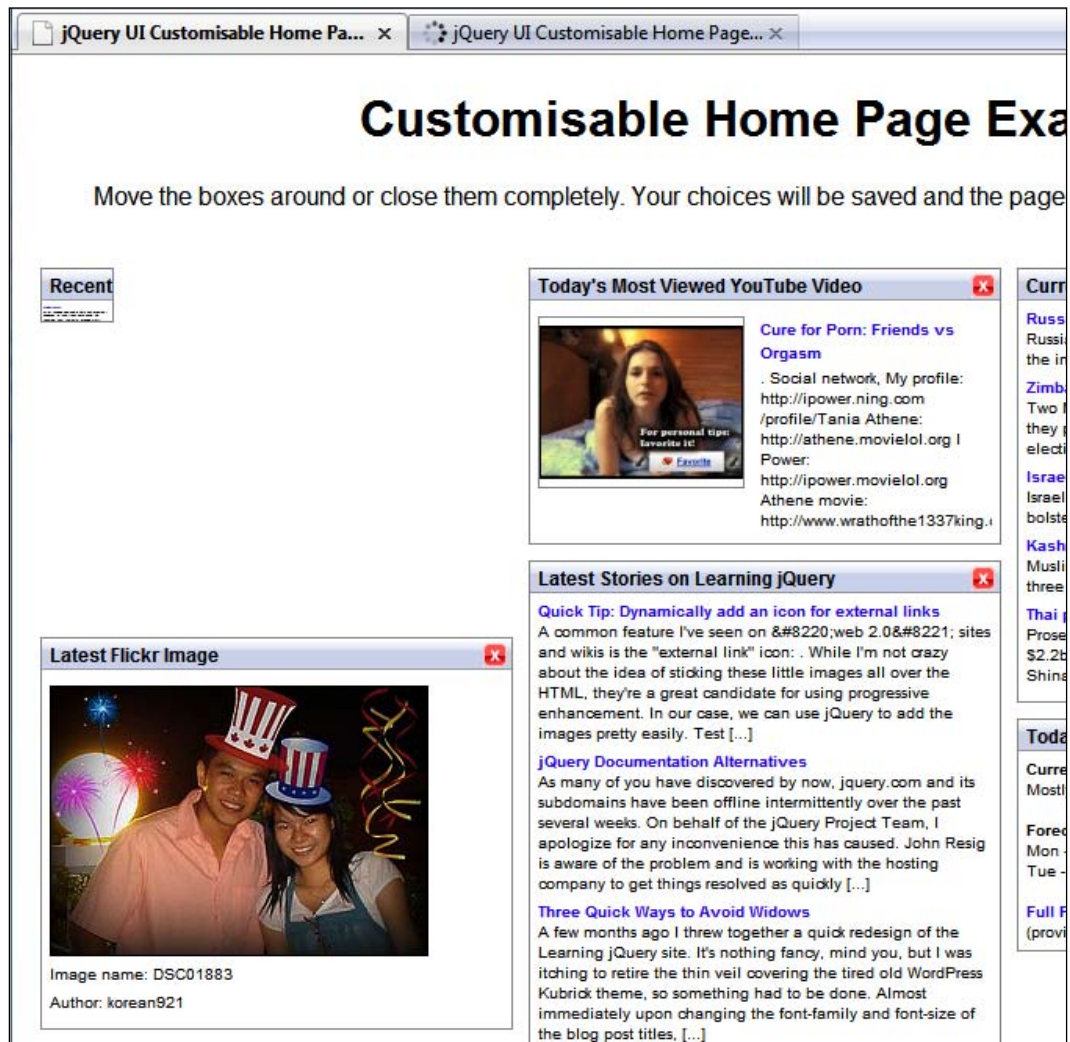 jQuery UI Customisable Home Pa... x
jQuery UI Customisable Home Page... x
Customisable Home Page Exa
Move the boxes around or close them completely. Your choices will be saved and the page
Recent
Latest Flickr Image
x
Image name: DSC01883
Author: korean921
Today's Most Viewed YouTube Video
x
For personal tips:
favorite it!
Favorite
Cure for Porn: Friends vs
Orgasm
. Social network, My profile:
http://ipower.ning.com
/profile/Tania Athene:
http://athene.movielol.org I
Power:
http://ipower.movielol.org
Athene movie:
http://www.wrathofthe1337king.
Latest Stories on Learning jQuery
x
Quick Tip: Dynamically add an icon for external links
A common feature I've seen on &#8220;web 2.0&#8221; sites
and wikis is the "external link" icon: . While I'm not crazy
about the idea of sticking these little images all over the
HTML, they're a great candidate for using progressive
enhancement. In our case, we can use jQuery to add the
images pretty easily. Test [...]
jQuery Documentation Alternatives
As many of you have discovered by now, jquery.com and its
subdomains have been offline intermittently over the past
several weeks. On behalf of the jQuery Project Team, I
apologize for any inconvenience this has caused. John Resig
is aware of the problem and is working with the hosting
company to get things resolved as quickly [...]
Three Quick Ways to Avoid Widows
A few months ago I threw together a quick redesign of the
Learning jQuery site. It's nothing fancy, mind you, but I was
itching to retire the thin veil covering the tired old WordPress
Kubrick theme, so something had to be done. Almost
immediately upon changing the font-family and font-size of
the blog post titles, [...]
Curr
Russ
Russi
the in
Zimb
Two
they p
electi
Israe
Israel
bolste
Kash
Musli
three
Thai
Prose
$2.2b
Shina
Toda
Curre
Mostl
Forec
Mon -
Tue -
Full F
(provi